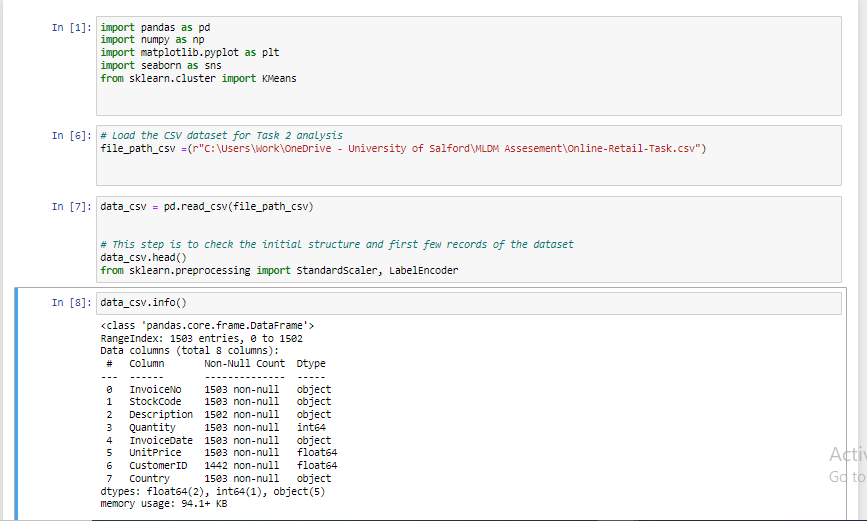 In [1]: import pandas as pd
import numpy as np
import matplotlib.pyplot as plt
import seaborn as sns
from sklearn.cluster import KMeans
In [6]: # Load the CSV dataset for Task 2 analysis
file_path_csv =(r"C:\Users\Work\OneDrive - University of Salford\MLDM Assesement\Online-Retail-Task.csv")
In [7]: data_csv = pd.read_csv(file_path_csv)
# This step is to check the initial structure and first few records of the dataset
data_csv.head()
from sklearn.preprocessing import StandardScaler, LabelEncoder
In [8]: data_csv.info()
<class 'pandas.core.frame.DataFrame'>
RangeIndex: 1503 entries, 0 to 1502
Data columns (total 8 columns):
 #   Column       Non-Null Count  Dtype
---  ------       --------------  -----
 0   InvoiceNo    1503 non-null   object
 1   StockCode    1503 non-null   object
 2   Description  1502 non-null   object
 3   Quantity     1503 non-null   int64
 4   InvoiceDate  1503 non-null   object
 5   UnitPrice    1503 non-null   float64
 6   CustomerID   1442 non-null   float64
 7   Country      1503 non-null   object
dtypes: float64(2), int64(1), object(5)
memory usage: 94.1+ KB
Go to